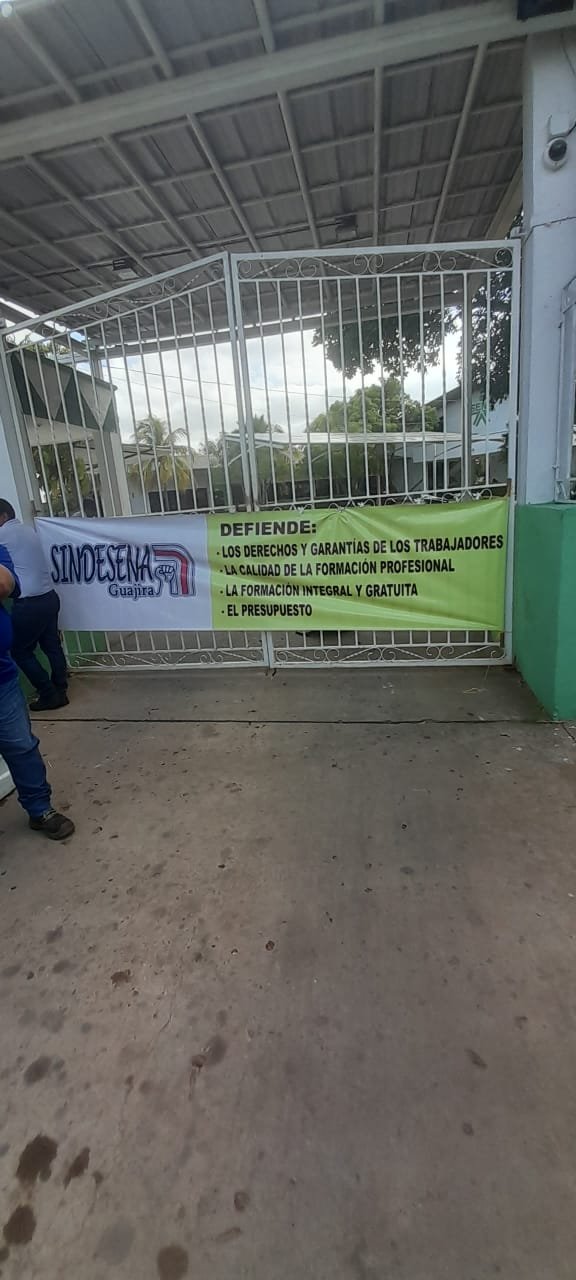 SINDESENA
Guajira
DEFIENDE:
· LOS DERECHOS Y GARANTÍAS DE LOS TRABAJADORES
· LA CALIDAD DE LA FORMACIÓN PROFESIONAL
· LA FORMACIÓN INTEGRAL Y GRATUITA
· EL PRESUPUESTO